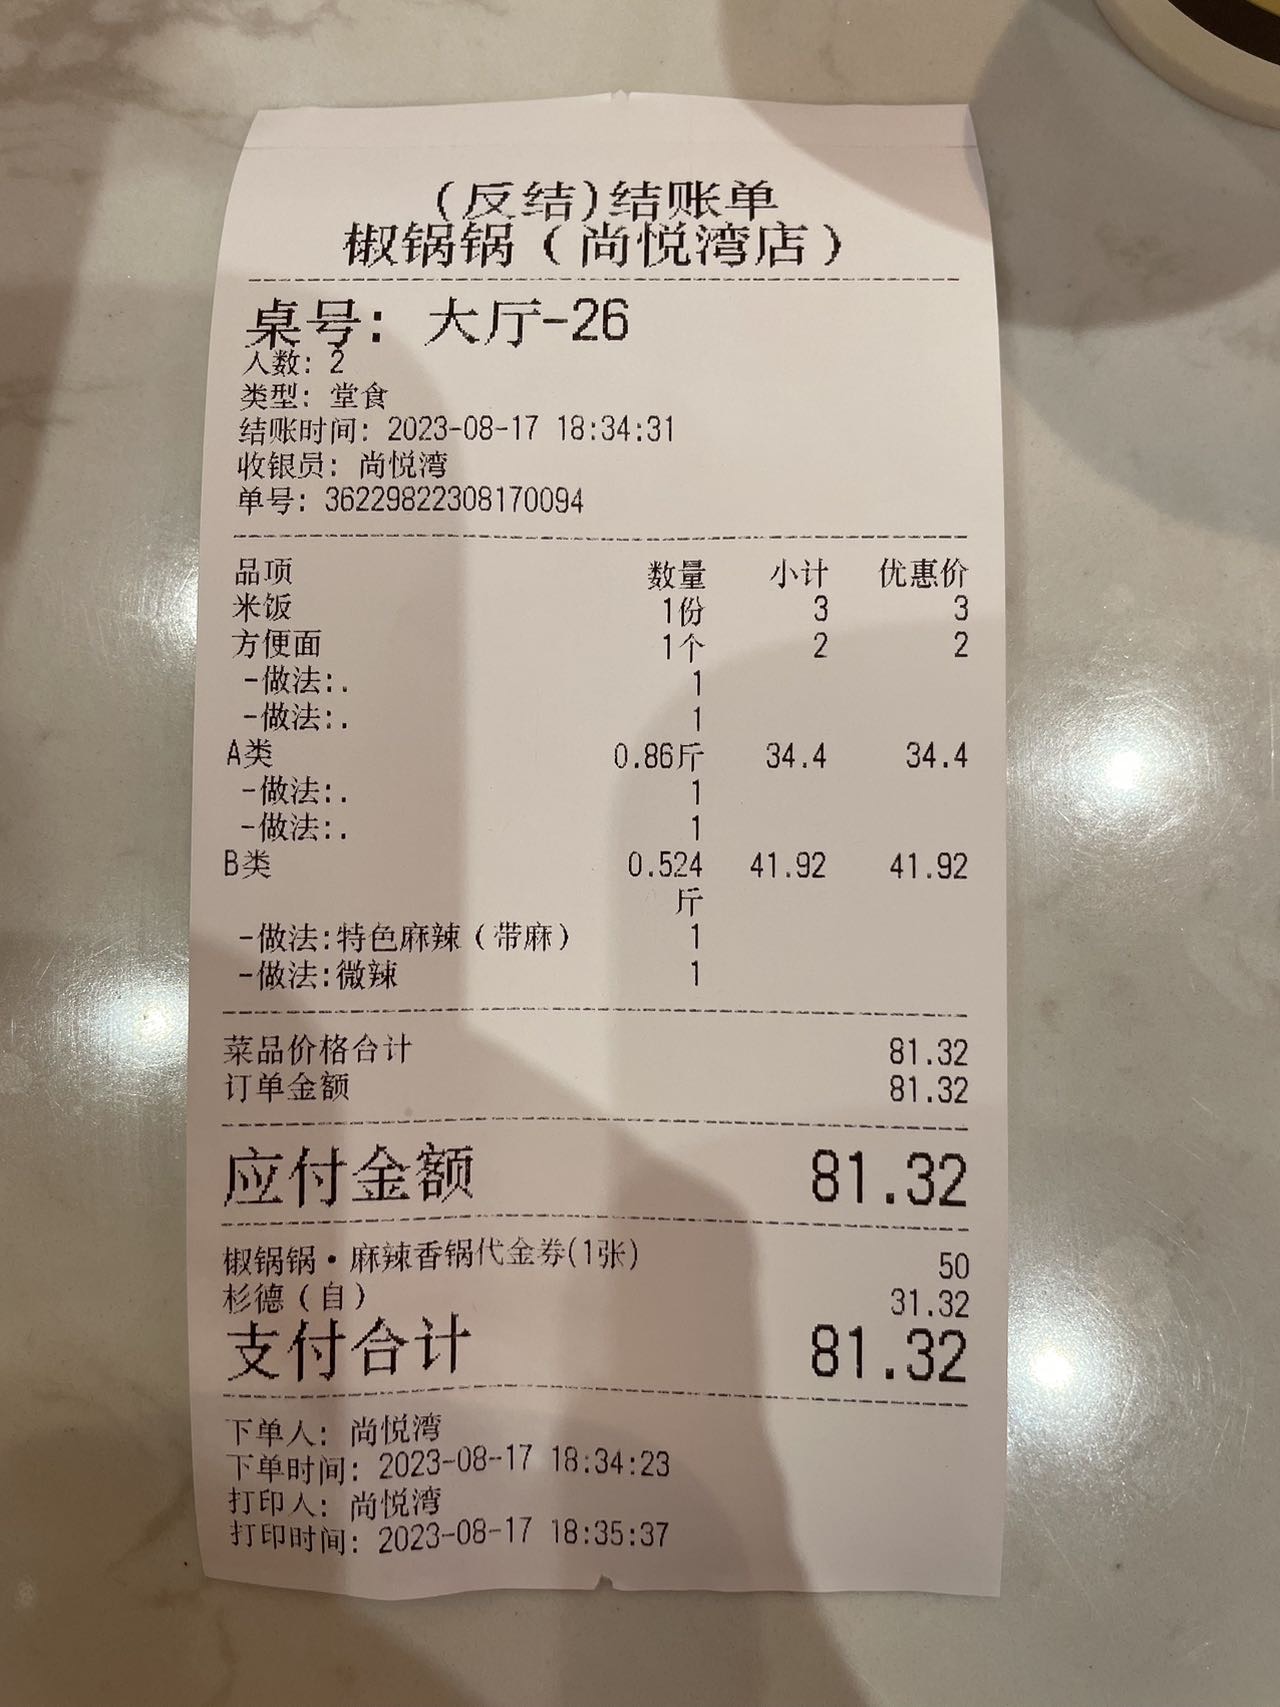 (反结)结账单
椒锅锅（尚悦湾店）
桌号: 大厅-26
人数: 2
类型: 堂食
结账时间: 2023-08-17 18:34:31
收银员: 尚悦湾
单号: 36229822308170094
品项 数量 小计 优惠价
米饭 1份 3 3
方便面 1个 2 2
-做法:. 1
-做法:. 1
A类 0.86斤 34.4 34.4
-做法:. 1
-做法:. 1
B类 0.524 41.92 41.92
斤
-做法:特色麻辣（带麻） 1
-做法:微辣 1
菜品价格合计 81.32
订单金额 81.32
应付金额 81.32
椒锅锅•麻辣香锅代金券(1张) 50
杉德（自） 31.32
支付合计 81.32
下单人: 尚悦湾
下单时间: 2023-08-17 18:34:23
打印人: 尚悦湾
打印时间: 2023-08-17 18:35:37